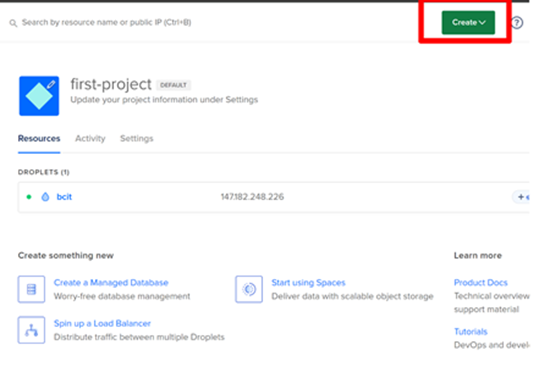 Search by resource name or public IP (Ctrl+B)
Create
?
first-project DEFAULT
Update your project information under Settings
Resources Activity Settings
DROPLETS (1)
bcit 147.182.248.226
+
Create something new
Learn more
Create a Managed Database
Worry-free database management
Start using Spaces
Deliver data with scalable object storage
Product Docs
Technical overview
support material
Spin up a Load Balancer
Distribute traffic between multiple Droplets
Tutorials
DevOps and